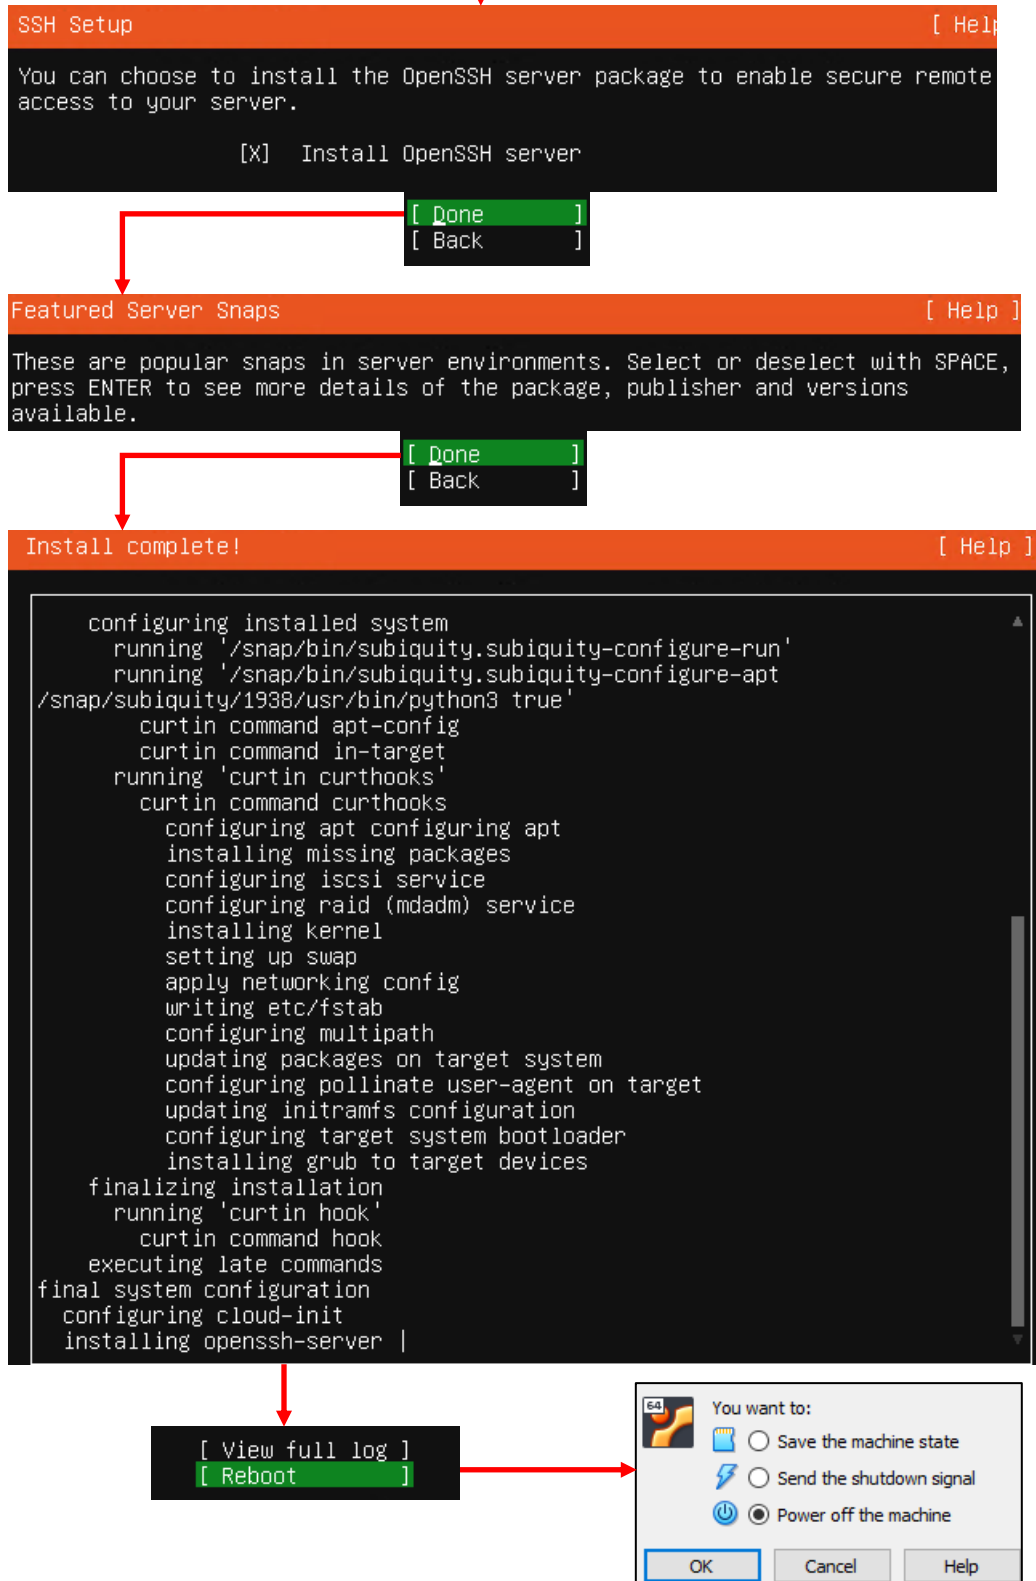 SSH Setup [ Help
You can choose to install the OpenSSH server package to enable secure remote
access to your server.
[X] Install OpenSSH server
[ Done ]
[ Back ]
Featured Server Snaps [ Help ]
These are popular snaps in server environments. Select or deselect with SPACE,
press ENTER to see more details of the package, publisher and versions
available.
[ Done ]
[ Back ]
Install complete! [ Help ]
configuring installed system
running '/snap/bin/subiquity.subiquity-configure-run'
running '/snap/bin/subiquity.subiquity-configure-apt
/snap/subiquity/1938/usr/bin/python3 true'
curtin command apt-config
curtin command in-target
running 'curtin curthooks'
curtin command curthooks
configuring apt configuring apt
installing missing packages
configuring iscsi service
configuring raid (mdadm) service
installing kernel
setting up swap
apply networking config
writing etc/fstab
configuring multipath
updating packages on target system
configuring pollinate user-agent on target
updating initramfs configuration
configuring target system bootloader
installing grub to target devices
finalizing installation
running 'curtin hook'
curtin command hook
executing late commands
final system configuration
configuring cloud-init
installing openssh-server |
[ View full log ]
[ Reboot ]
64
You want to:
Save the machine state
Send the shutdown signal
Power off the machine
OK Cancel Help